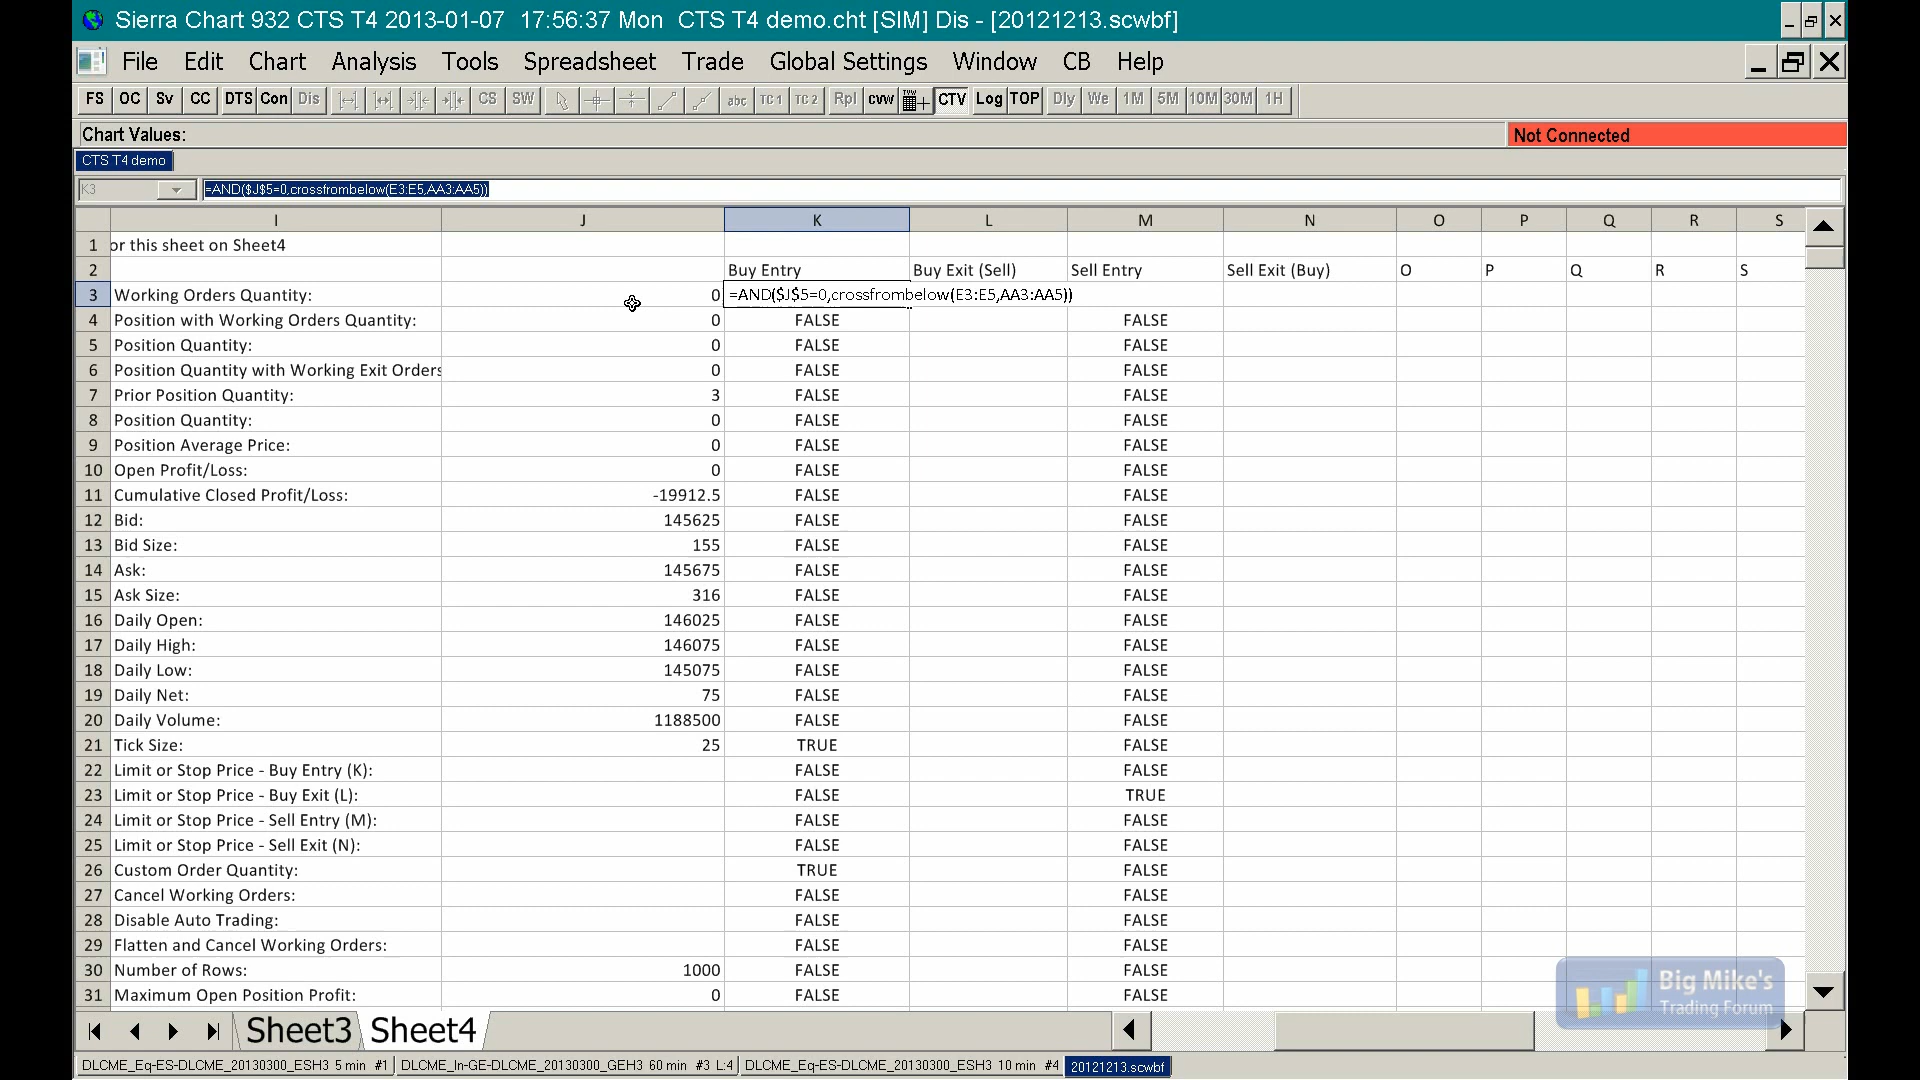 Sierra Chart 932 CTS T4 2013-01-07 17:56:37 Mon CTS T4 demo.cht [SIM] Dis - [20121213.scwbf]
File Edit Chart Analysis Tools Spreadsheet Trade Global Settings Window CB Help
FS OC Sv CC DTS Con Dis CS SW abc TC 1 TC 2 Rpl CVW TVW CTV Log TOP Dly We 1M 5M 10M 30M 1H
Chart Values: Not Connected
CTS T4 demo
K3 =AND($J$5=0,crossfrombelow(E3:E5,AA3:AA5))
I J K L M N O P Q R S
1 or this sheet on Sheet4
2 Buy Entry Buy Exit (Sell) Sell Entry Sell Exit (Buy) O P Q R S
3 Working Orders Quantity: 0 =AND($J$5=0,crossfrombelow(E3:E5,AA3:AA5))
4 Position with Working Orders Quantity: 0 FALSE FALSE
5 Position Quantity: 0 FALSE FALSE
6 Position Quantity with Working Exit Orders 0 FALSE FALSE
7 Prior Position Quantity: 3 FALSE FALSE
8 Position Quantity: 0 FALSE FALSE
9 Position Average Price: 0 FALSE FALSE
10 Open Profit/Loss: 0 FALSE FALSE
11 Cumulative Closed Profit/Loss: -19912.5 FALSE FALSE
12 Bid: 145625 FALSE FALSE
13 Bid Size: 155 FALSE FALSE
14 Ask: 145675 FALSE FALSE
15 Ask Size: 316 FALSE FALSE
16 Daily Open: 146025 FALSE FALSE
17 Daily High: 146075 FALSE FALSE
18 Daily Low: 145075 FALSE FALSE
19 Daily Net: 75 FALSE FALSE
20 Daily Volume: 1188500 FALSE FALSE
21 Tick Size: 25 TRUE FALSE
22 Limit or Stop Price - Buy Entry (K): FALSE FALSE
23 Limit or Stop Price - Buy Exit (L): FALSE TRUE
24 Limit or Stop Price - Sell Entry (M): FALSE FALSE
25 Limit or Stop Price - Sell Exit (N): FALSE FALSE
26 Custom Order Quantity: TRUE FALSE
27 Cancel Working Orders: FALSE FALSE
28 Disable Auto Trading: FALSE FALSE
29 Flatten and Cancel Working Orders: FALSE FALSE
30 Number of Rows: 1000 FALSE FALSE
31 Maximum Open Position Profit: 0 FALSE FALSE
Big Mike's
Trading Forum
Sheet3 Sheet4
DLCME_Eq-ES-DLCME_20130300_ESH3 5 min #1 DLCME_In-GE-DLCME_20130300_GEH3 60 min #3 L:4 DLCME_Eq-ES-DLCME_20130300_ESH3 10 min #4 20121213.scwbf